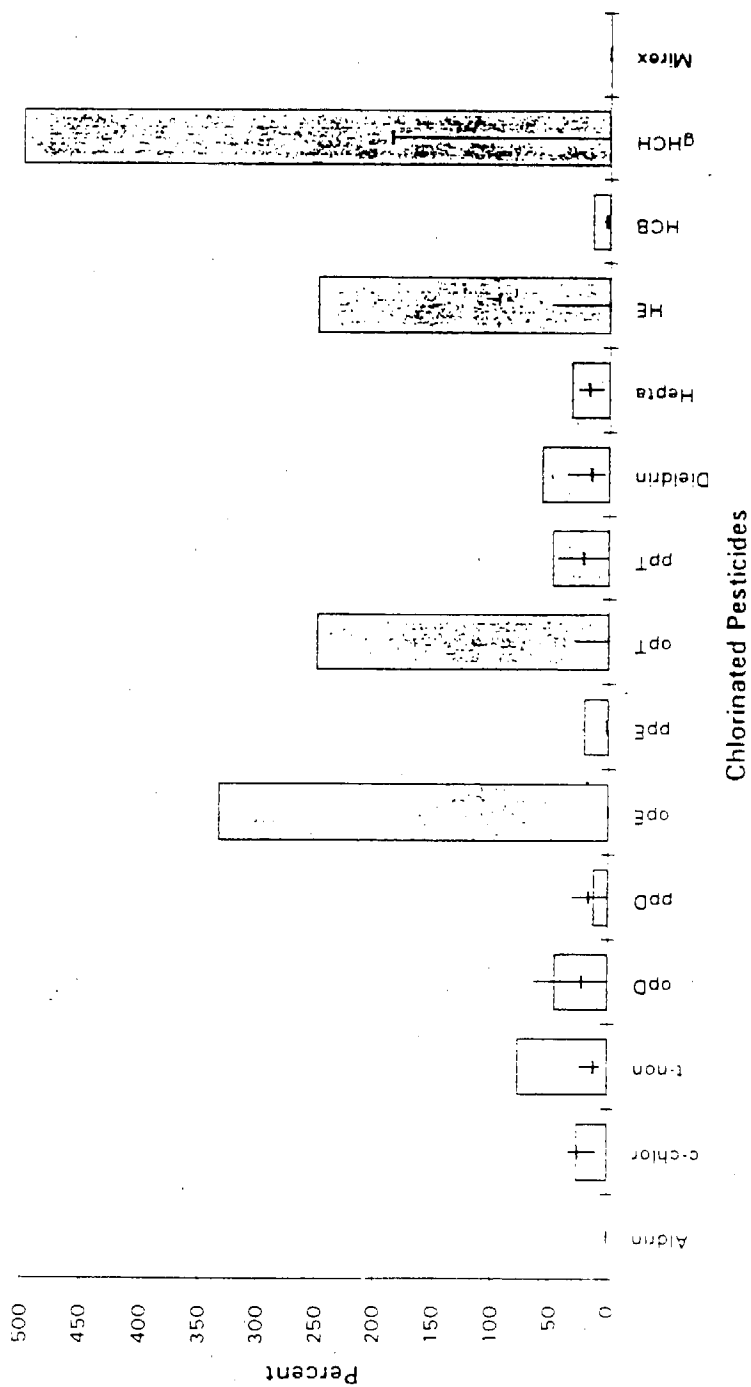 Percent
500
450
400
350
300
250
200
150
100
50
0
Aldrin
c-chlor
t-non
opD
ppD
opE
ppE
opT
ppT
Dieldrin
Hepta
HE
HCB
gHCH
Mirex
Chlorinated Pesticides